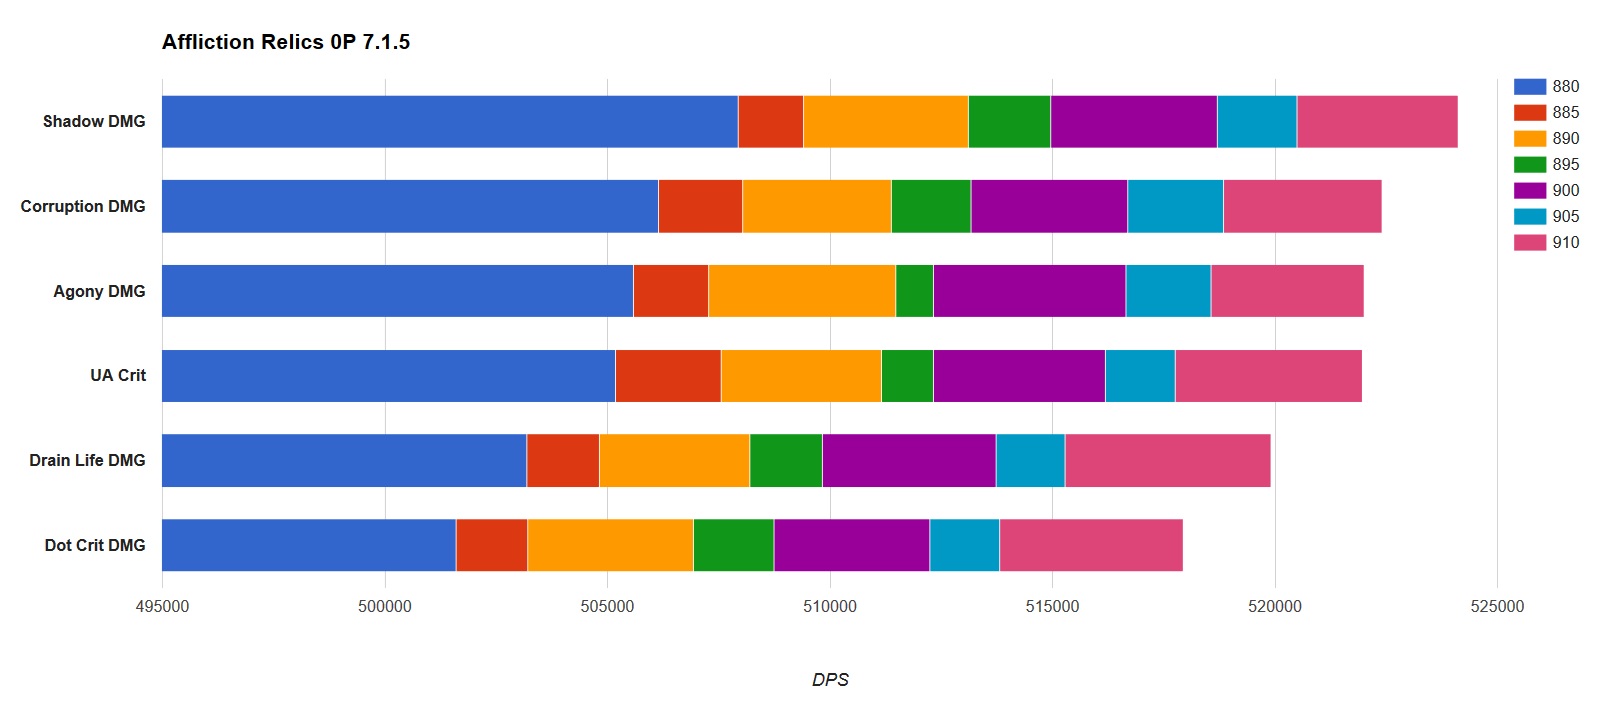 Affliction Relics 0P 7.1.5
880
885
890
895
900
905
910
Shadow DMG
Corruption DMG
Agony DMG
UA Crit
Drain Life DMG
Dot Crit DMG
495000 500000 505000 510000 515000 520000 525000
DPS